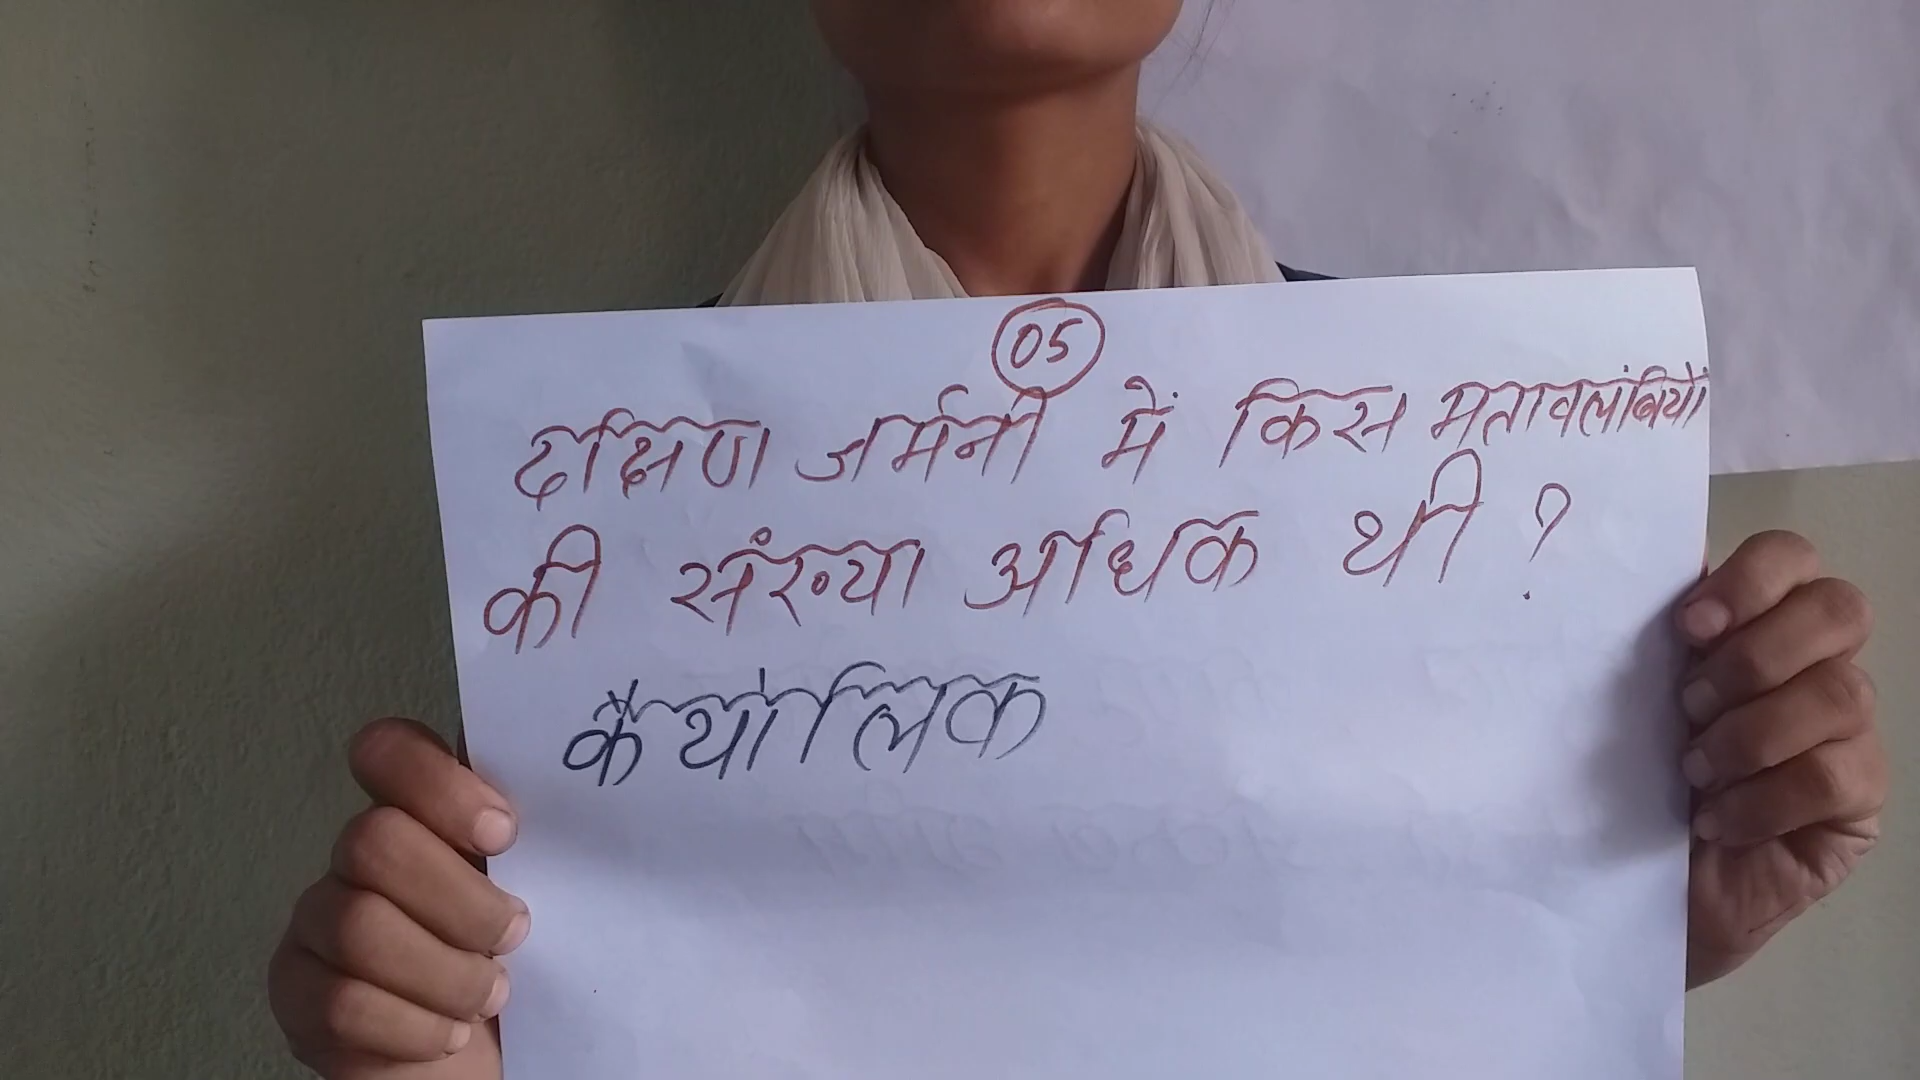 05
दक्षिण जर्मनी में किस मतावलंबियों
की संख्या अधिक थी ?
कैथोलिक